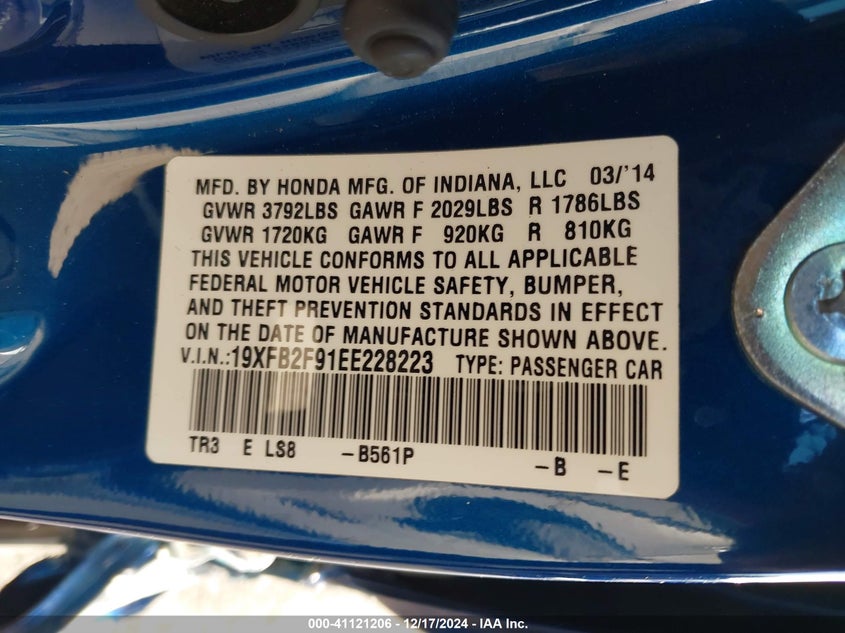 MFD. BY HONDA MFG. OF INDIANA, LLC 03/'14
GVWR 3792LBS GAWR F 2029LBS R 1786LBS
GVWR 1720KG GAWR F 920KG R 810KG
THIS VEHICLE CONFORMS TO ALL APPLICABLE
FEDERAL MOTOR VEHICLE SAFETY, BUMPER,
AND THEFT PREVENTION STANDARDS IN EFFECT
ON THE DATE OF MANUFACTURE SHOWN ABOVE.
V.I.N.:19XFB2F91EE228223 TYPE: PASSENGER CAR
TR3 E LS8 -B561P -B -E
000-41121206 - 12/17/2024 - IAA Inc.